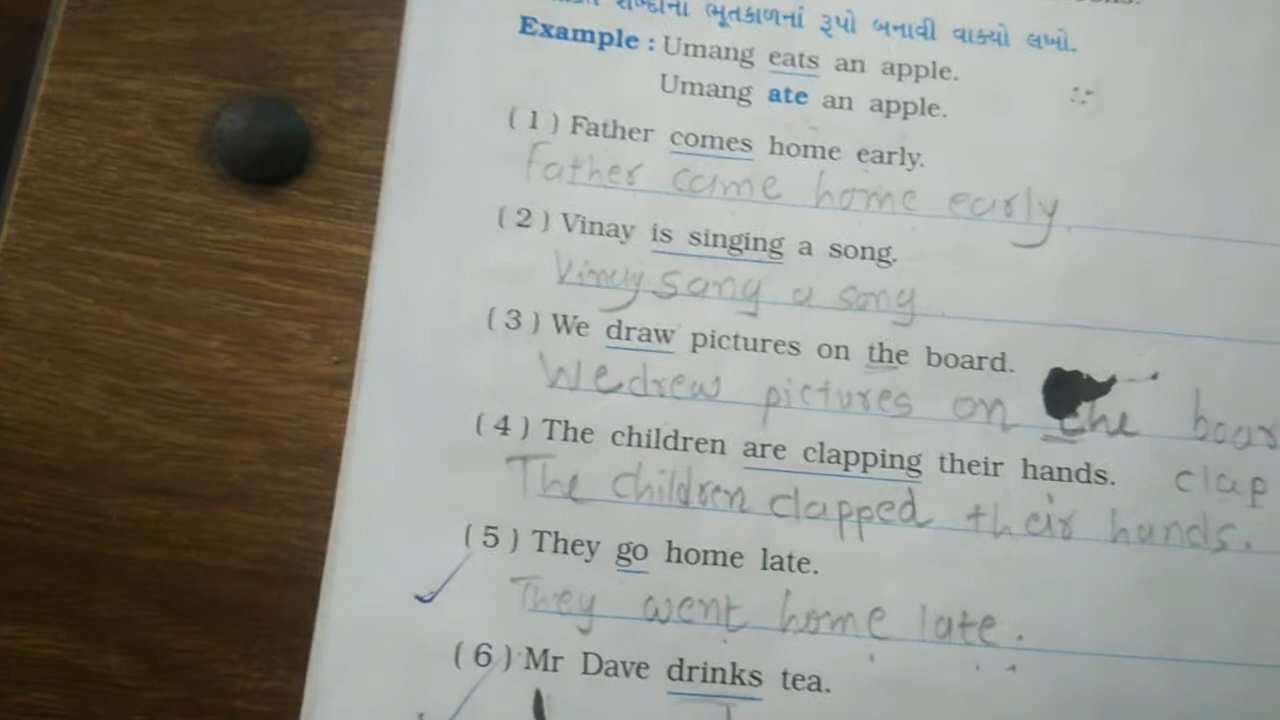 શબ્દોના ભૂતકાળનાં રૂપો બનાવી વાક્યો લખો.
Example : Umang eats an apple.
Umang ate an apple.
( 1 ) Father comes home early.
Father came home early.
( 2 ) Vinay is singing a song.
Vinay sang a song.
( 3 ) We draw pictures on the board.
We drew pictures on the boar
( 4 ) The children are clapping their hands. clap
The children clapped their hands.
( 5 ) They go home late.
They went home late.
( 6 ) Mr Dave drinks tea.